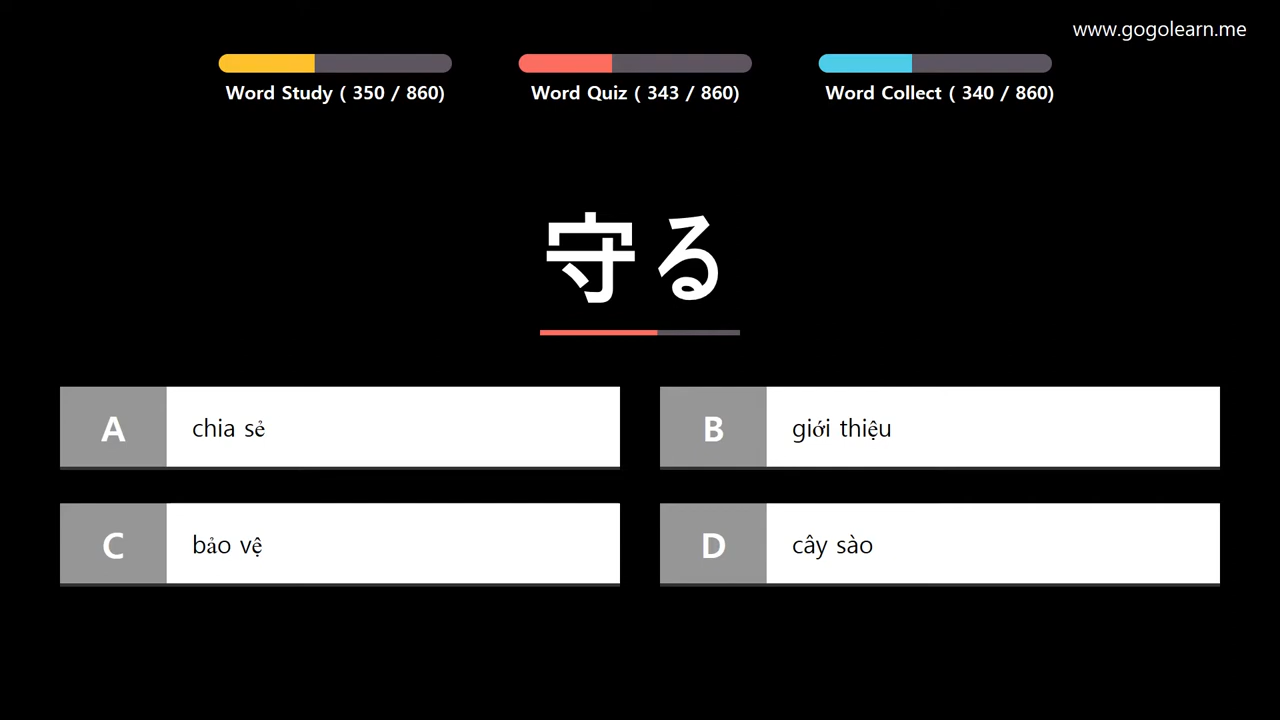 www.gogolearn.me
Word Study ( 350 / 860)
Word Quiz ( 343 / 860)
Word Collect ( 340 / 860)
守る
A chia sẻ
B giới thiệu
C bảo vệ
D cây sào